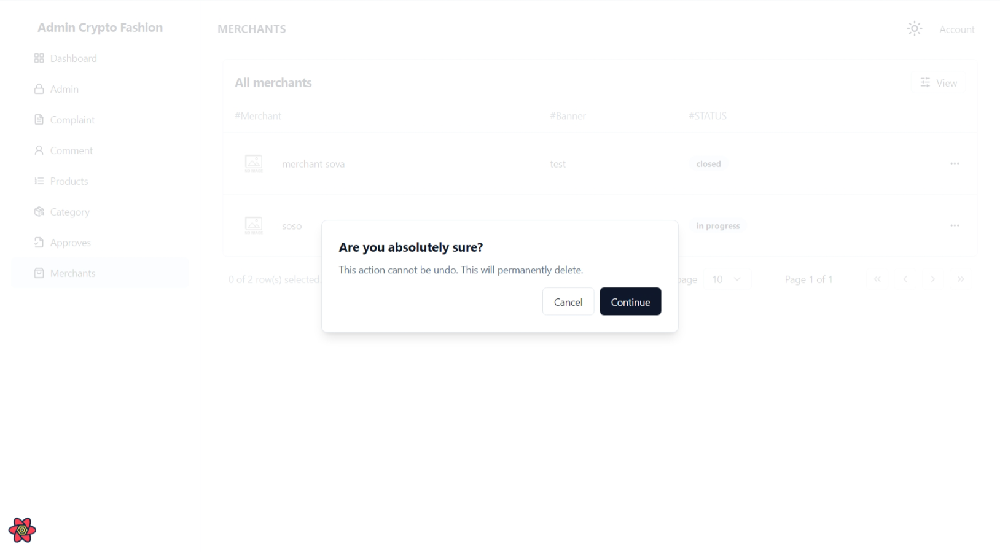 Admin Crypto Fashion
MERCHANTS
Account
Dashboard
Admin
Complaint
Comment
Products
Category
Approves
Merchants
All merchants
View
#Merchant #Banner #STATUS
merchant sova test closed
soso in progress
Are you absolutely sure?
This action cannot be undo. This will permanently delete.
Cancel Continue
0 of 2 row(s) selected.
10
Page 1 of 1